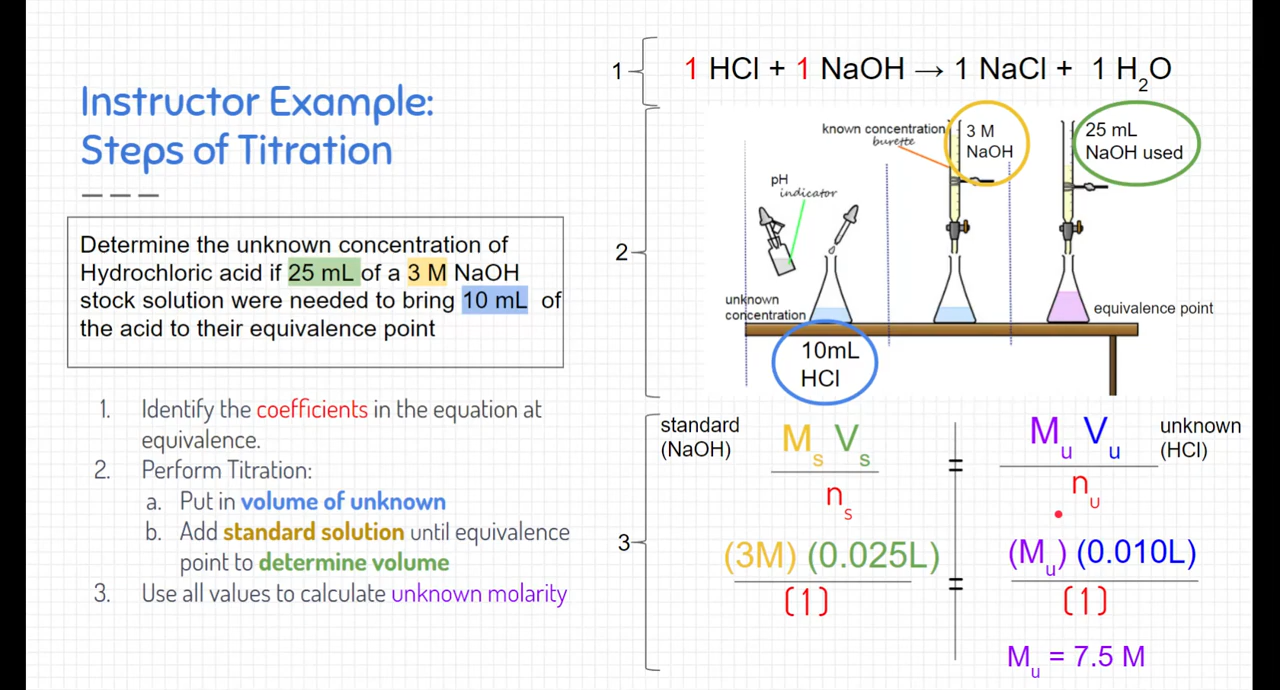 Instructor Example:
Steps of Titration
Determine the unknown concentration of
Hydrochloric acid if 25 mL of a 3 M NaOH
stock solution were needed to bring 10 mL of
the acid to their equivalence point
1. Identify the coefficients in the equation at
equivalence.
2. Perform Titration:
a. Put in volume of unknown
b. Add standard solution until equivalence
point to determine volume
3. Use all values to calculate unknown molarity
1
1 HCl + 1 NaOH → 1 NaCl + 1 H₂O
2
known concentration
burette
3 M
NaOH
25 mL
NaOH used
pH
indicator
unknown
concentration
equivalence point
10mL
HCl
3
standard
(NaOH)
Mₛ Vₛ
nₛ
=
Mᵤ Vᵤ
nᵤ
unknown
(HCl)
(3M) (0.025L)
(1)
=
(Mᵤ) (0.010L)
(1)
Mᵤ = 7.5 M